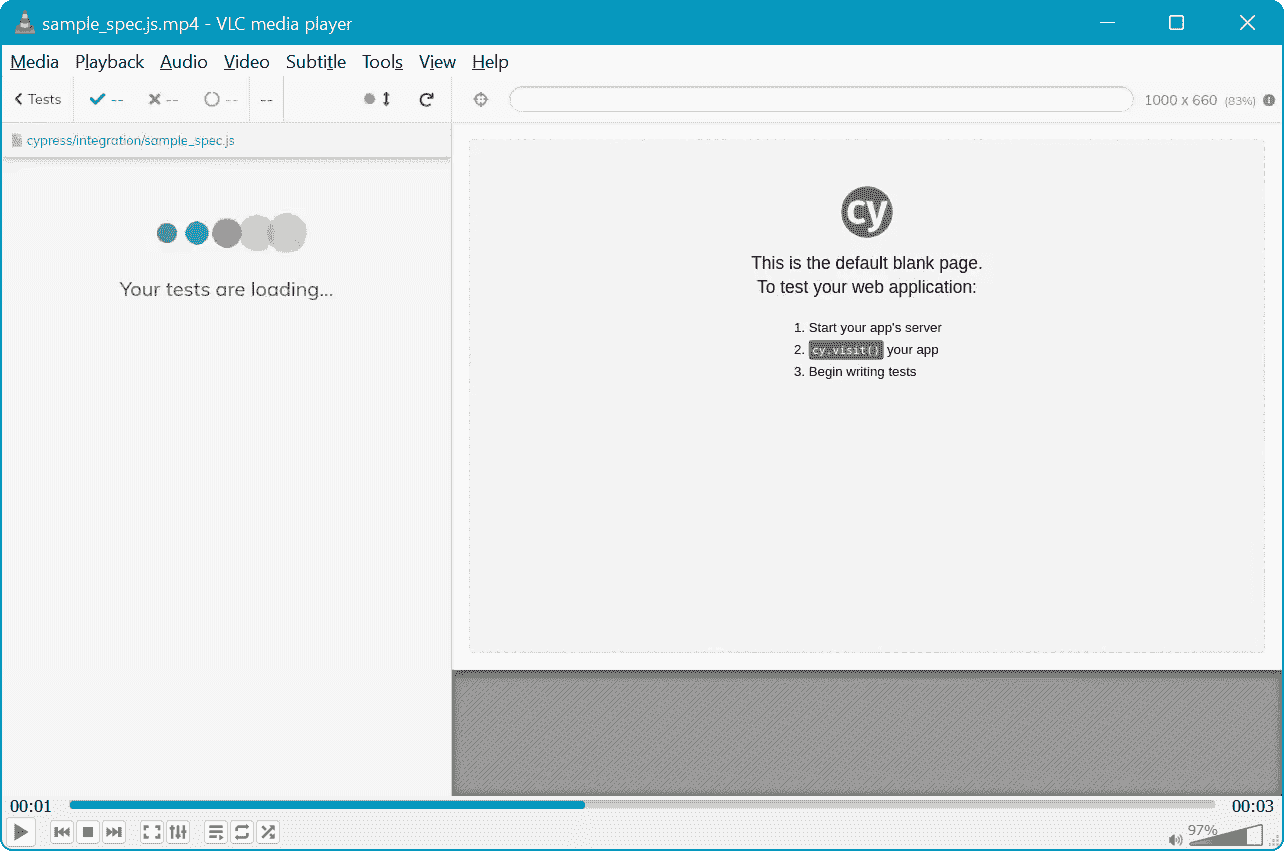 sample_spec.js.mp4 - VLC media player
Media Playback Audio Video Subtitle Tools View Help
Tests -- -- -- --
1000 x 660 (83%)
cypress/integration/sample_spec.js
cy
This is the default blank page.
To test your web application:
1. Start your app's server
2. cy.visit() your app
3. Begin writing tests
Your tests are loading...
00:01 00:03
97%